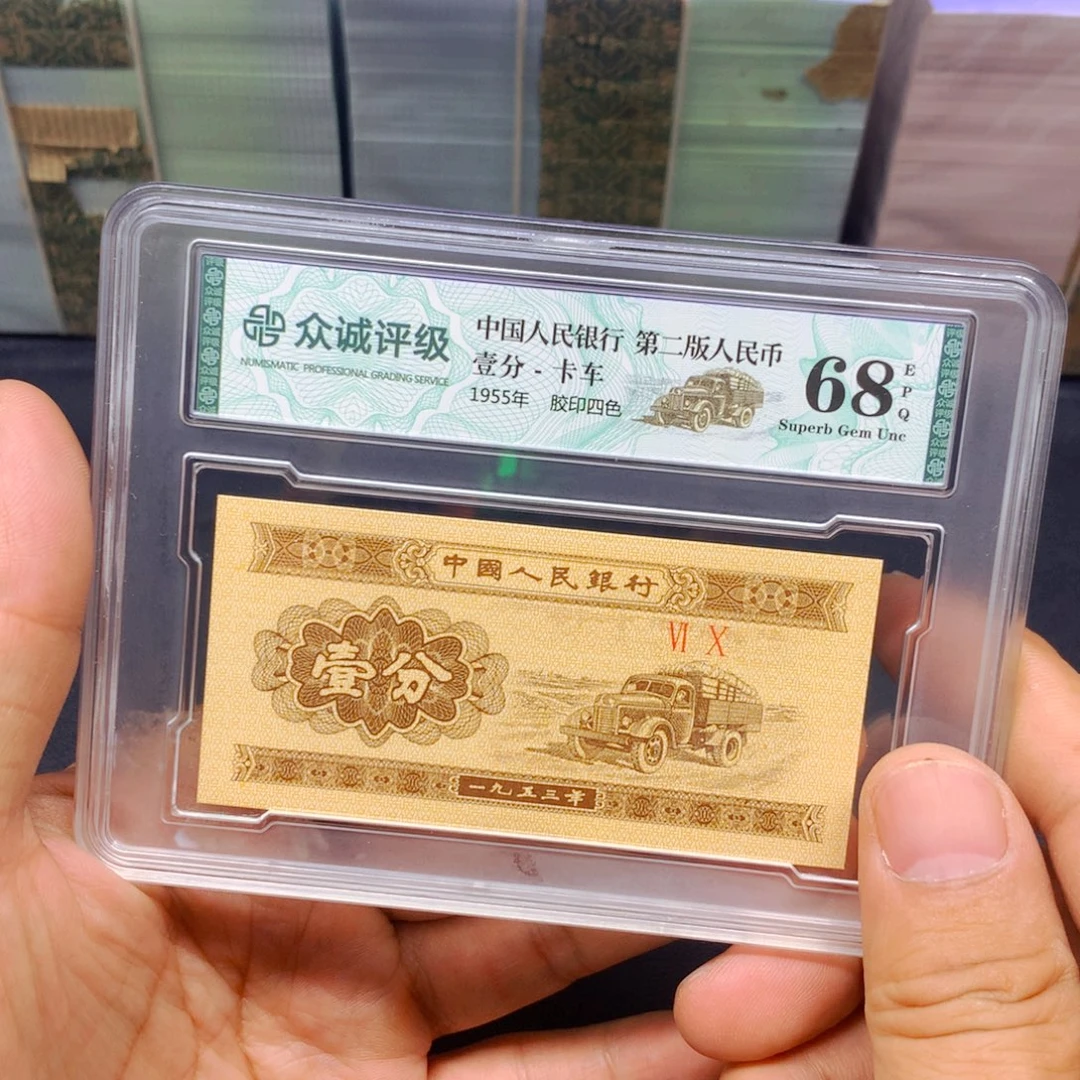 众诚评级
NUMISMATIC PROFESSIONAL GRADING SERVICE
中国人民银行 第二版人民币
壹分 - 卡车
1955年 胶印四色
68
EPQ
Superb Gem Unc
中國人民銀行
VI X
壹分
一九五三年